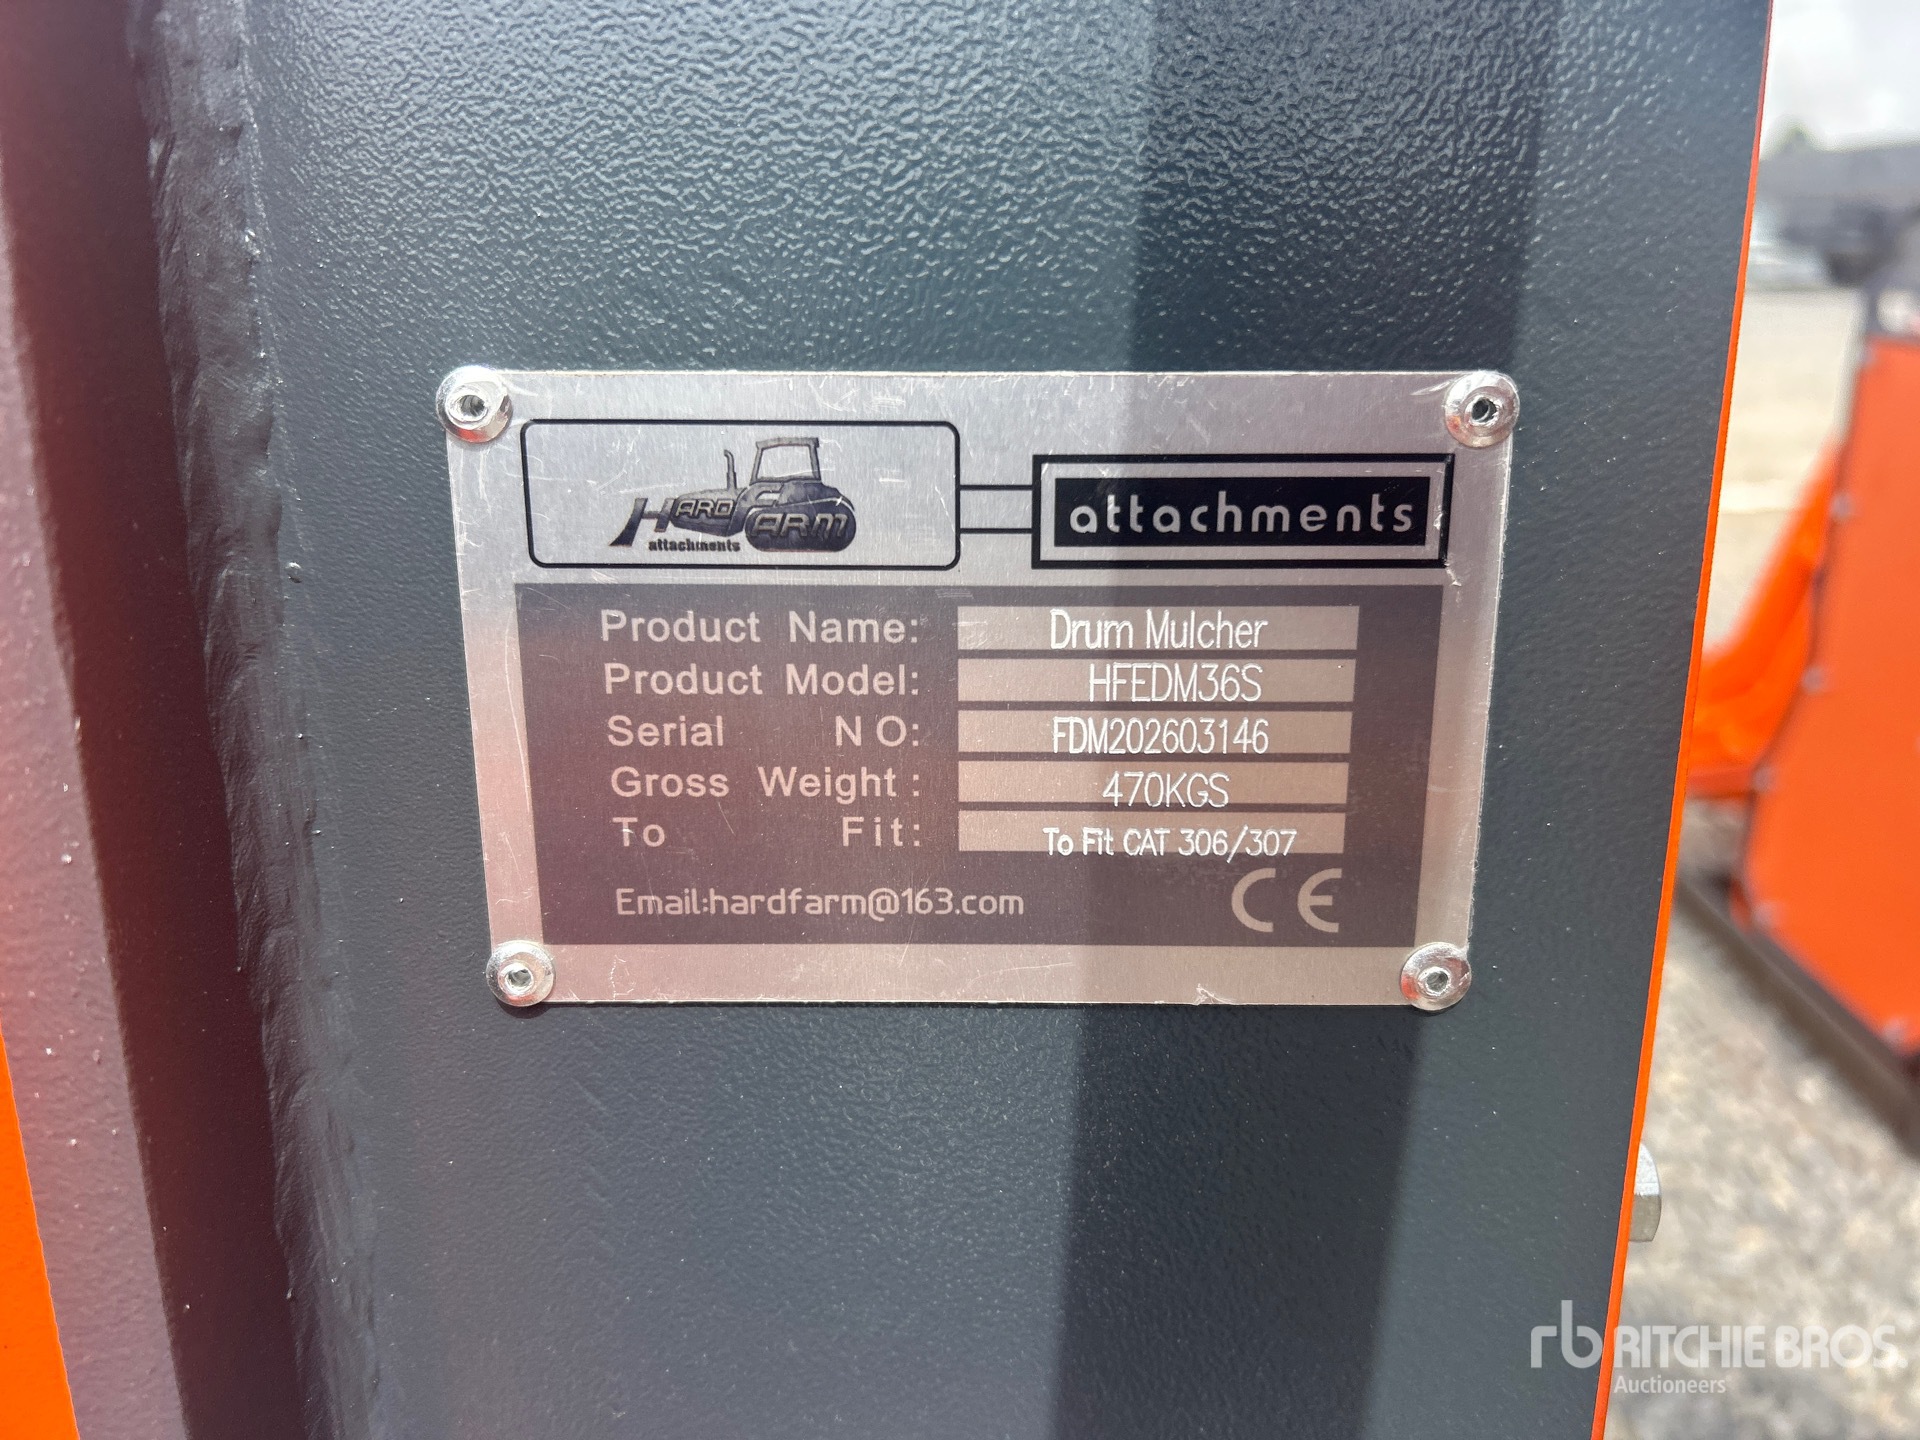 HARD FARM
attachments
attachments
Product Name: Drum Mulcher
Product Model: HFEDM36S
Serial NO: FDM202603146
Gross Weight: 470KGS
To Fit: To Fit CAT 306/307
Email:hardfarm@163.com CE
rb RITCHIE BROS.
Auctioneers